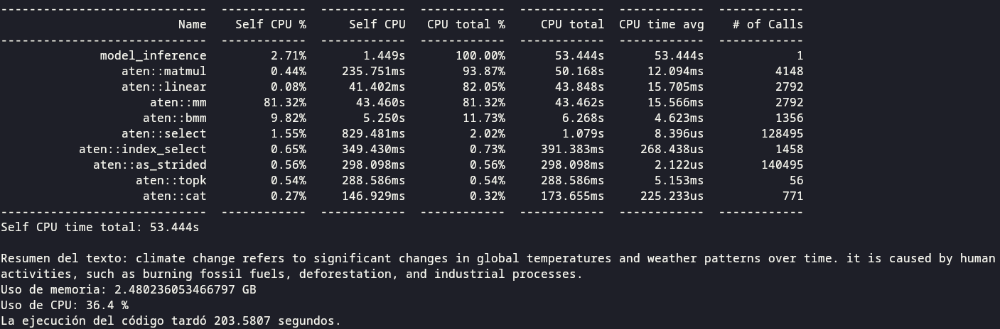 -----------------------------  ------------  ------------  ------------  ------------  ------------  ------------
                         Name    Self CPU %      Self CPU   CPU total %     CPU total  CPU time avg    # of Calls
-----------------------------  ------------  ------------  ------------  ------------  ------------  ------------
              model_inference         2.71%        1.449s       100.00%       53.444s       53.444s             1
                 aten::matmul         0.44%     235.751ms        93.87%       50.168s      12.094ms          4148
                 aten::linear         0.08%      41.402ms        82.05%       43.848s      15.705ms          2792
                     aten::mm        81.32%       43.460s        81.32%       43.462s      15.566ms          2792
                    aten::bmm         9.82%        5.250s        11.73%        6.268s       4.623ms          1356
                 aten::select         1.55%     829.481ms         2.02%        1.079s       8.396us        128495
           aten::index_select         0.65%     349.430ms         0.73%     391.383ms     268.438us          1458
             aten::as_strided         0.56%     298.098ms         0.56%     298.098ms       2.122us        140495
                   aten::topk         0.54%     288.586ms         0.54%     288.586ms       5.153ms            56
                    aten::cat         0.27%     146.929ms         0.32%     173.655ms     225.233us           771
-----------------------------  ------------  ------------  ------------  ------------  ------------  ------------
Self CPU time total: 53.444s

Resumen del texto: climate change refers to significant changes in global temperatures and weather patterns over time. it is caused by human
activities, such as burning fossil fuels, deforestation, and industrial processes.
Uso de memoria: 2.480236053466797 GB
Uso de CPU: 36.4 %
La ejecución del código tardó 203.5807 segundos.